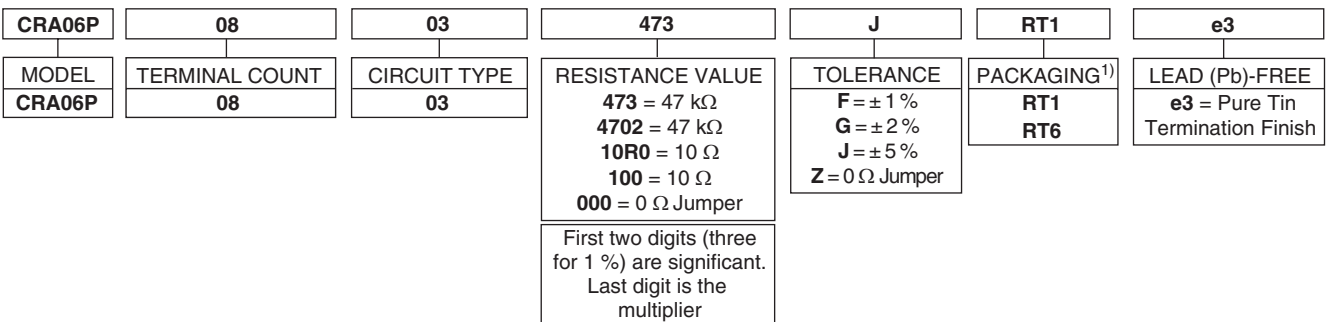 CRA06P 08 03 473 J RT1 e3
MODEL TERMINAL COUNT CIRCUIT TYPE RESISTANCE VALUE TOLERANCE PACKAGING1) LEAD (Pb)-FREE
CRA06P 08 03 473 = 47 kΩ F = ± 1 % RT1 e3 = Pure Tin
4702 = 47 kΩ G = ± 2 % RT6 Termination Finish
10R0 = 10 Ω J = ± 5 %
100 = 10 Ω Z = 0 Ω Jumper
000 = 0 Ω Jumper
First two digits (three
for 1 %) are significant.
Last digit is the
multiplier